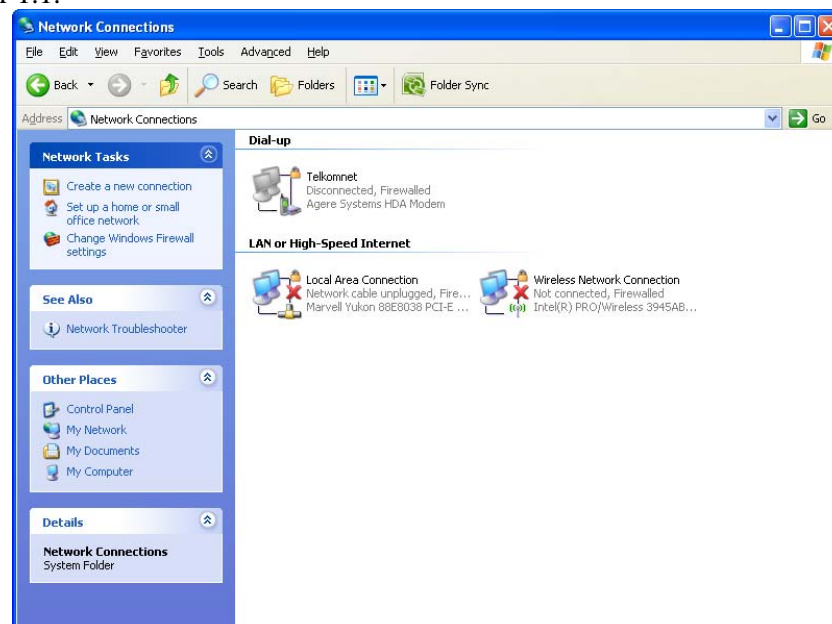 Network Connections
File Edit View Favorites Tools Advanced Help
Back Search Folders Folder Sync
Address Network Connections Go
Network Tasks
Create a new connection
Set up a home or small
office network
Change Windows Firewall
settings
See Also
Network Troubleshooter
Other Places
Control Panel
My Network
My Documents
My Computer
Details
Network Connections
System Folder
Dial-up
Telkomnet
Disconnected, Firewalled
Agere Systems HDA Modem
LAN or High-Speed Internet
Local Area Connection
Network cable unplugged, Fire...
Marvell Yukon 88E8038 PCI-E ...
Wireless Network Connection
Not connected, Firewalled
Intel(R) PRO/Wireless 3945AB...